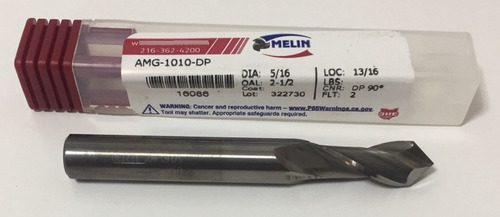 W
216-362-4200
MELIN
AMG-1010-DP
16086
DIA: 5/16 LOC: 13/16
OAL: 2-1/2 LBS:
Coat: CNR: DP 90°
Lot: 322730 FLT: 2
WARNING: Cancer and reproductive harm - www.P65Warnings.ca.gov
Tool may shatter. Appropriate safeguards required.